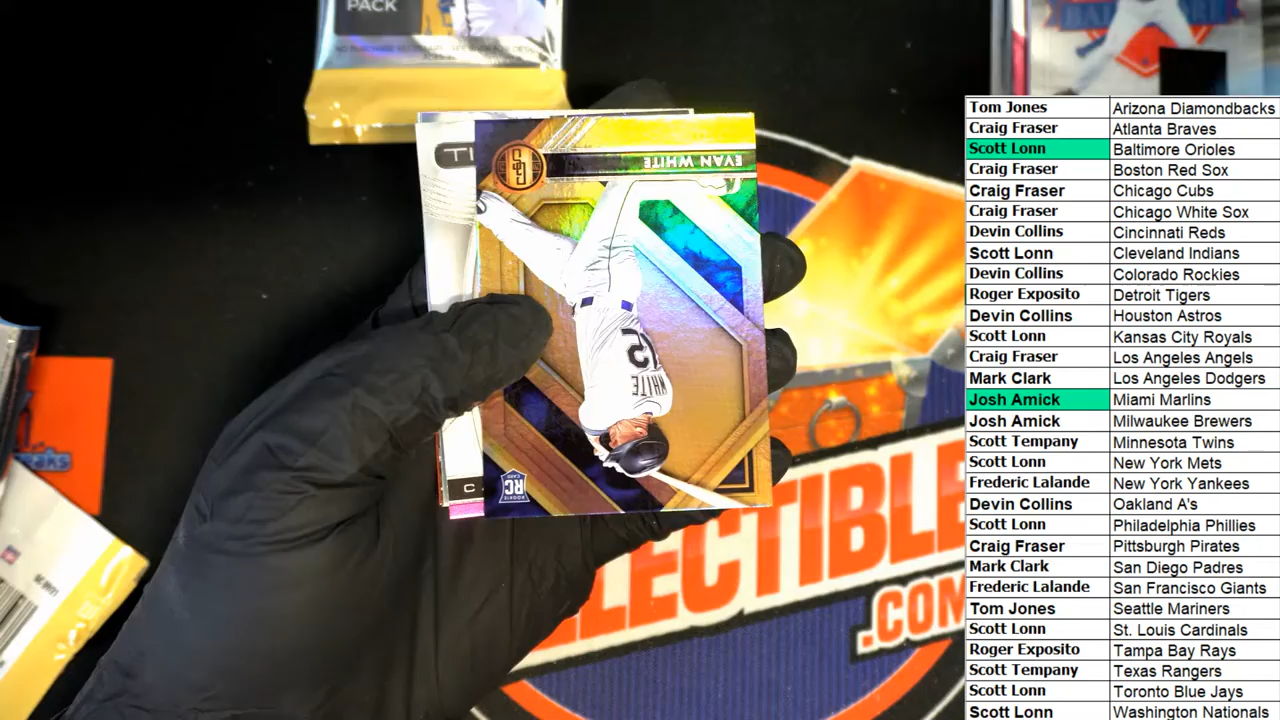 PACK
EVAN WHITE
WHITE
12
RC
ROOKIE
CARD
LECTIBLE
.COM
Tom Jones Arizona Diamondbacks
Craig Fraser Atlanta Braves
Scott Lonn Baltimore Orioles
Craig Fraser Boston Red Sox
Craig Fraser Chicago Cubs
Craig Fraser Chicago White Sox
Devin Collins Cincinnati Reds
Scott Lonn Cleveland Indians
Devin Collins Colorado Rockies
Roger Exposito Detroit Tigers
Devin Collins Houston Astros
Scott Lonn Kansas City Royals
Craig Fraser Los Angeles Angels
Mark Clark Los Angeles Dodgers
Josh Amick Miami Marlins
Josh Amick Milwaukee Brewers
Scott Tempany Minnesota Twins
Scott Lonn New York Mets
Frederic Lalande New York Yankees
Devin Collins Oakland A's
Scott Lonn Philadelphia Phillies
Craig Fraser Pittsburgh Pirates
Mark Clark San Diego Padres
Frederic Lalande San Francisco Giants
Tom Jones Seattle Mariners
Scott Lonn St. Louis Cardinals
Roger Exposito Tampa Bay Rays
Scott Tempany Texas Rangers
Scott Lonn Toronto Blue Jays
Scott Lonn Washington Nationals